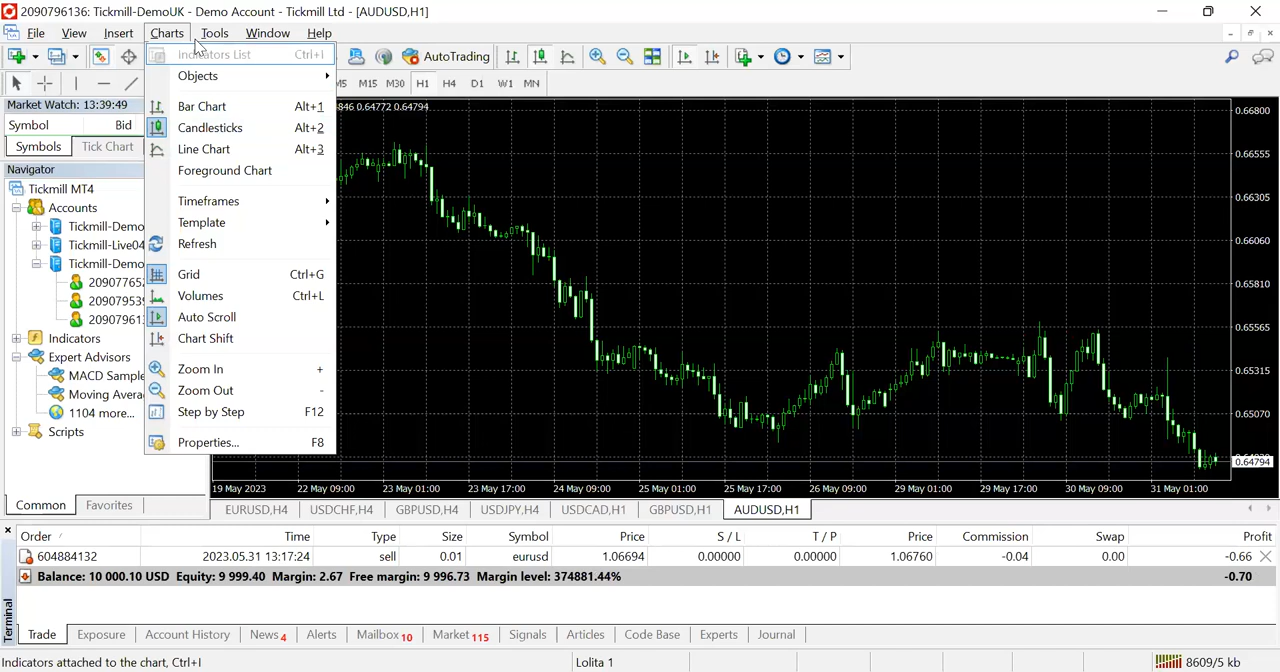 2090796136: Tickmill-DemoUK - Demo Account - Tickmill Ltd - [AUDUSD,H1]
File View Insert Charts Tools Window Help
AutoTrading
M5 M15 M30 H1 H4 D1 W1 MN
Indicators List Ctrl+I
Objects
Bar Chart Alt+1
Candlesticks Alt+2
Line Chart Alt+3
Foreground Chart
Timeframes
Template
Refresh
Grid Ctrl+G
Volumes Ctrl+L
Auto Scroll
Chart Shift
Zoom In +
Zoom Out -
Step by Step F12
Properties... F8
Market Watch: 13:39:49
Symbol Bid
Symbols Tick Chart
Navigator
Tickmill MT4
Accounts
Tickmill-Demo
Tickmill-Live04
Tickmill-Demo
Indicators
Expert Advisors
MACD Sample
Moving Avera
1104 more...
Scripts
Common Favorites
846 0.64772 0.64794
0.66800
0.66555
0.66305
0.66060
0.65810
0.65565
0.65315
0.65070
0.64794
19 May 2023 22 May 09:00 23 May 01:00 23 May 17:00 24 May 09:00 25 May 01:00 25 May 17:00 26 May 09:00 29 May 01:00 29 May 17:00 30 May 09:00 31 May 01:00
EURUSD,H4 USDCHF,H4 GBPUSD,H4 USDJPY,H4 USDCAD,H1 GBPUSD,H1 AUDUSD,H1
Order / Time Type Size Symbol Price S / L T / P Price Commission Swap Profit
604884132 2023.05.31 13:17:24 sell 0.01 eurusd 1.06694 0.00000 0.00000 1.06760 -0.04 0.00 -0.66
Balance: 10 000.10 USD Equity: 9 999.40 Margin: 2.67 Free margin: 9 996.73 Margin level: 374881.44% -0.70
Terminal
Trade Exposure Account History News 4 Alerts Mailbox 10 Market 115 Signals Articles Code Base Experts Journal
Indicators attached to the chart, Ctrl+I Lolita 1 8609/5 kb